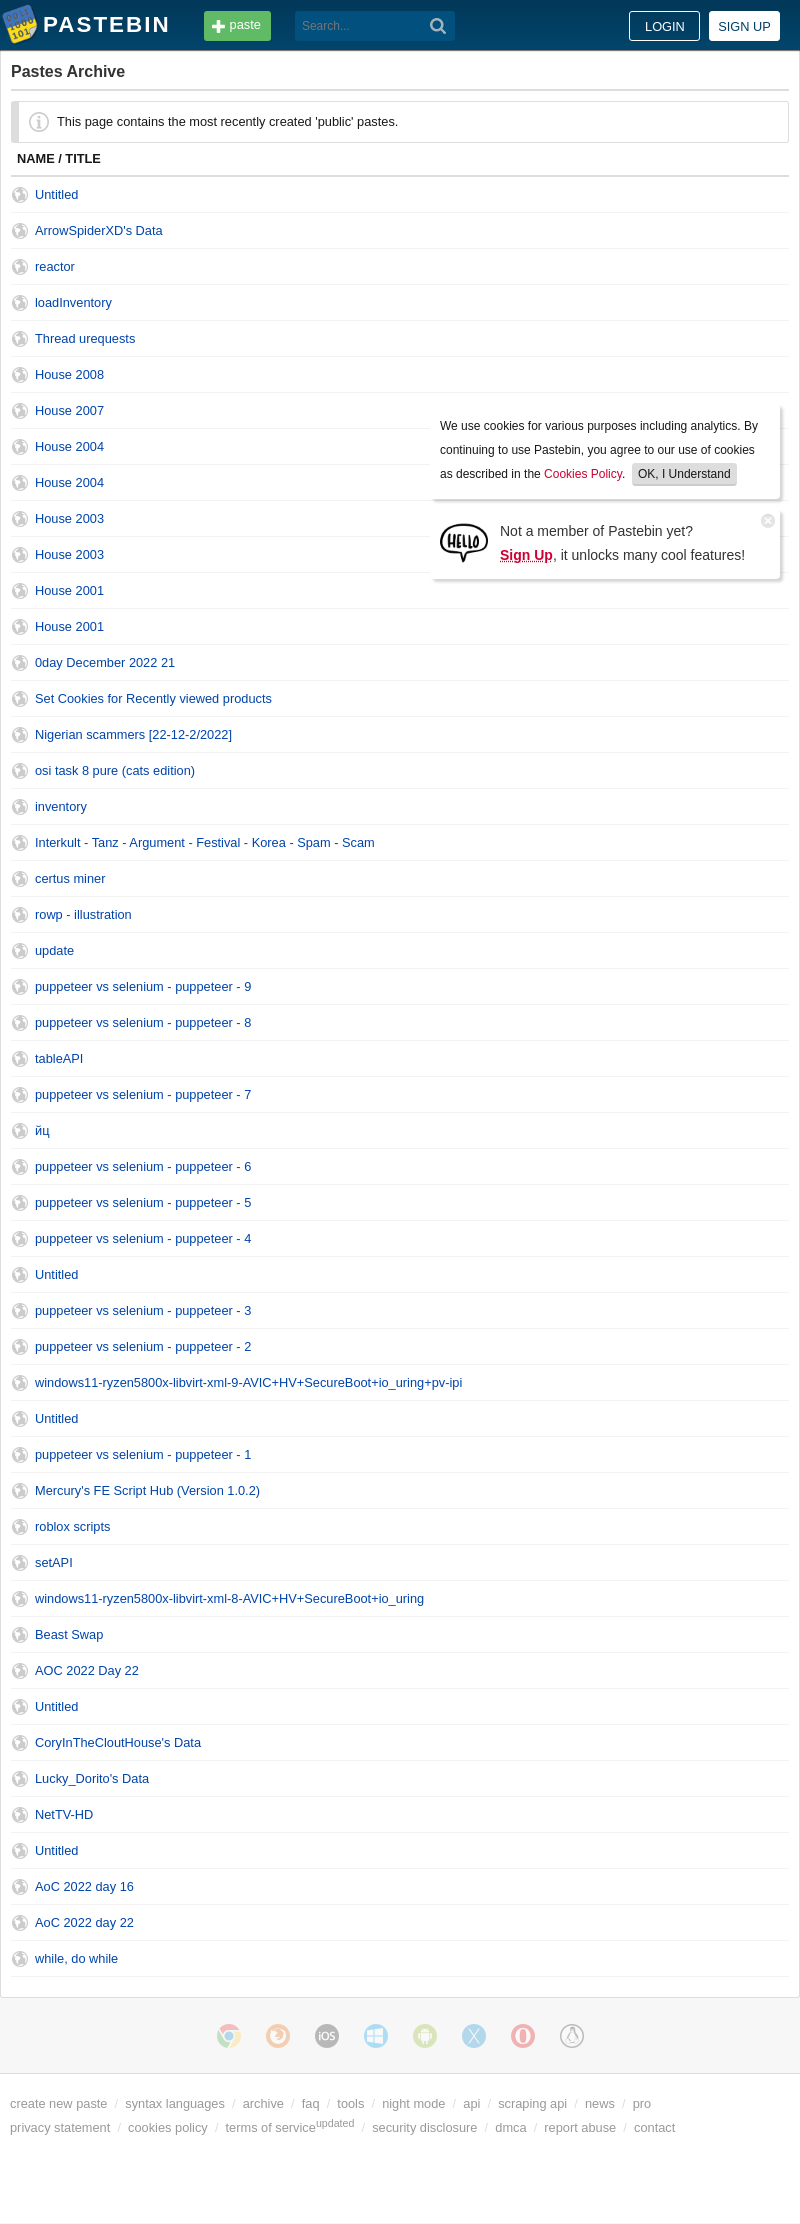 PASTEBIN
paste
Search...
LOGIN
SIGN UP
Pastes Archive
This page contains the most recently created 'public' pastes.
NAME / TITLE
Untitled
ArrowSpiderXD's Data
reactor
loadInventory
Thread urequests
House 2008
House 2007
House 2004
House 2004
House 2003
House 2003
House 2001
House 2001
We use cookies for various purposes including analytics. By
continuing to use Pastebin, you agree to our use of cookies
as described in the Cookies Policy. OK, I Understand
HELLO
Not a member of Pastebin yet?
Sign Up, it unlocks many cool features!
0day December 2022 21
Set Cookies for Recently viewed products
Nigerian scammers [22-12-2/2022]
osi task 8 pure (cats edition)
inventory
Interkult - Tanz - Argument - Festival - Korea - Spam - Scam
certus miner
rowp - illustration
update
puppeteer vs selenium - puppeteer - 9
puppeteer vs selenium - puppeteer - 8
tableAPI
puppeteer vs selenium - puppeteer - 7
йц
puppeteer vs selenium - puppeteer - 6
puppeteer vs selenium - puppeteer - 5
puppeteer vs selenium - puppeteer - 4
Untitled
puppeteer vs selenium - puppeteer - 3
puppeteer vs selenium - puppeteer - 2
windows11-ryzen5800x-libvirt-xml-9-AVIC+HV+SecureBoot+io_uring+pv-ipi
Untitled
puppeteer vs selenium - puppeteer - 1
Mercury's FE Script Hub (Version 1.0.2)
roblox scripts
setAPI
windows11-ryzen5800x-libvirt-xml-8-AVIC+HV+SecureBoot+io_uring
Beast Swap
AOC 2022 Day 22
Untitled
CoryInTheCloutHouse's Data
Lucky_Dorito's Data
NetTV-HD
Untitled
AoC 2022 day 16
AoC 2022 day 22
while, do while
iOS
create new paste / syntax languages / archive / faq / tools / night mode / api / scraping api / news / pro
privacy statement / cookies policy / terms of service updated / security disclosure / dmca / report abuse / contact